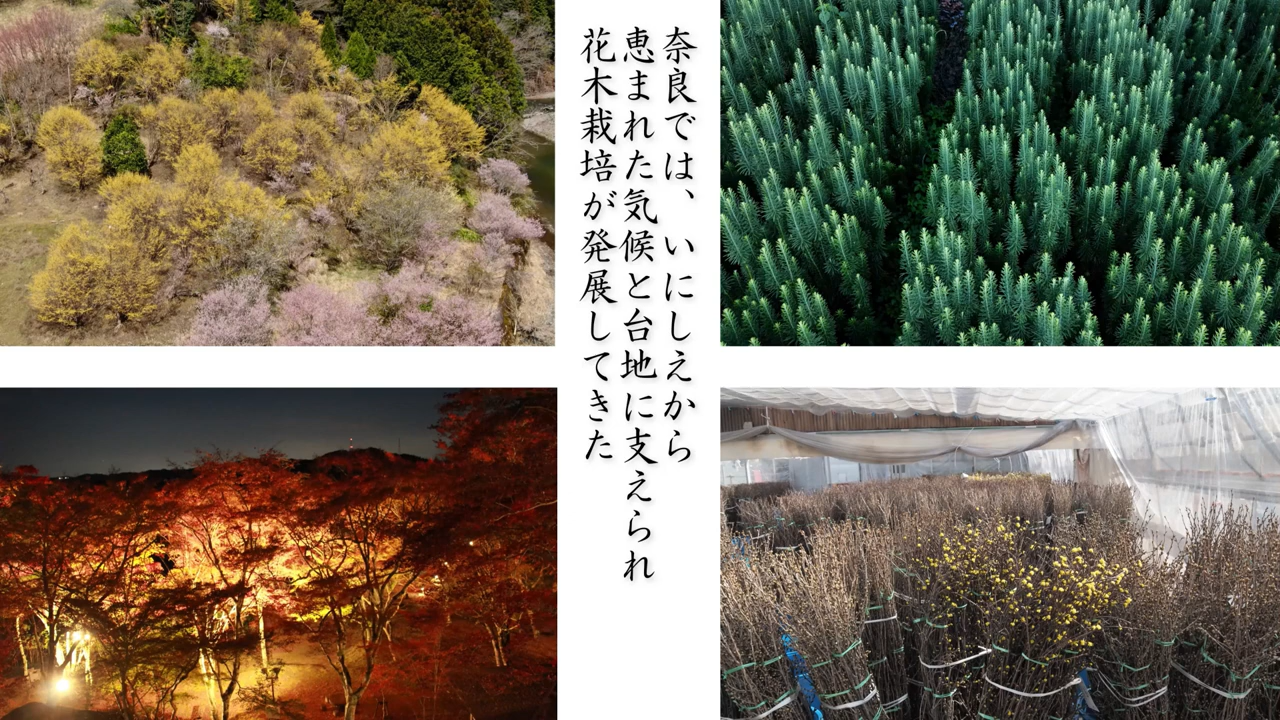 奈良では、いにしえから
恵まれた気候と台地に支えられ
花木栽培が発展してきた